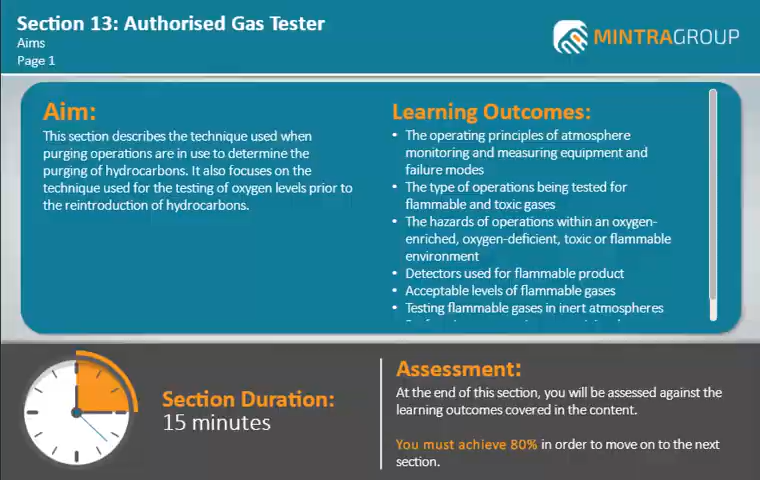 Section 13: Authorised Gas Tester
Aims
Page 1
MINTRAGROUP
Aim:
This section describes the technique used when
purging operations are in use to determine the
purging of hydrocarbons. It also focuses on the
technique used for the testing of oxygen levels prior to
the reintroduction of hydrocarbons.
Learning Outcomes:
• The operating principles of atmosphere
monitoring and measuring equipment and
failure modes
• The type of operations being tested for
flammable and toxic gases
• The hazards of operations within an oxygen-
enriched, oxygen-deficient, toxic or flammable
environment
• Detectors used for flammable product
• Acceptable levels of flammable gases
• Testing flammable gases in inert atmospheres
Section Duration:
15 minutes
Assessment:
At the end of this section, you will be assessed against the
learning outcomes covered in the content.
You must achieve 80% in order to move on to the next
section.